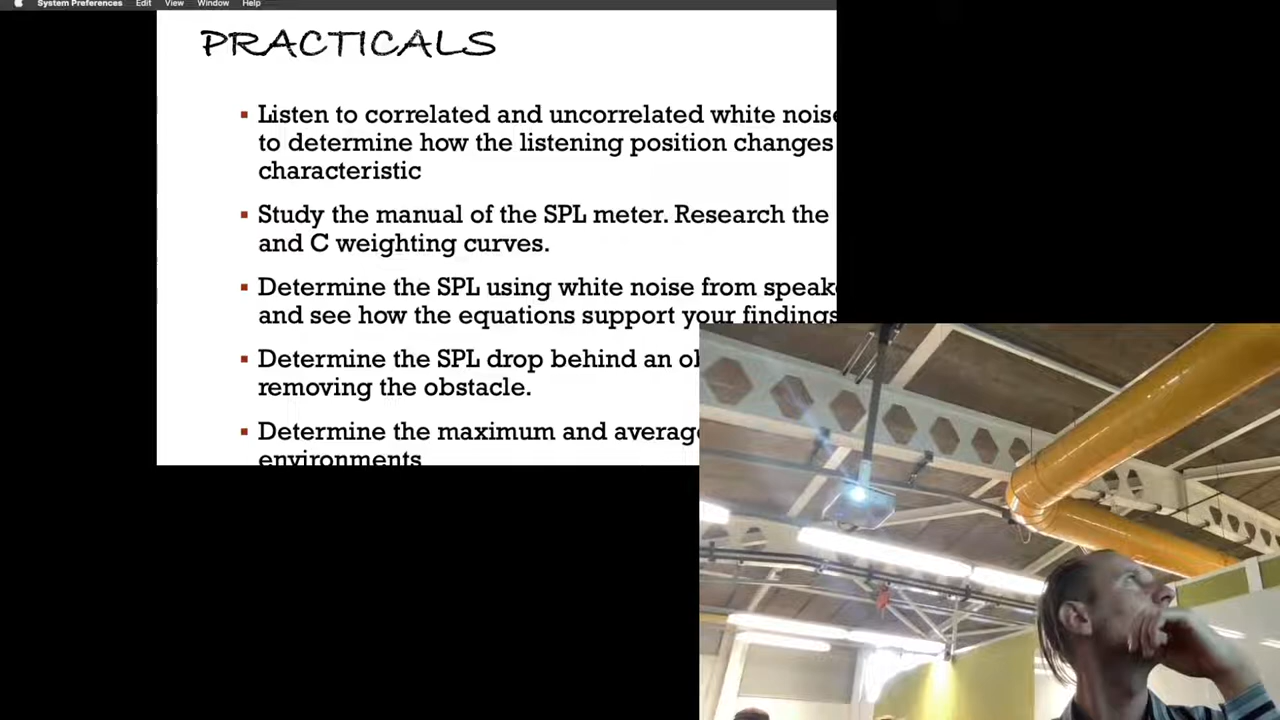 System Preferences Edit View Window Help
PRACTICALS
▪ Listen to correlated and uncorrelated white noise
to determine how the listening position changes
characteristic
▪ Study the manual of the SPL meter. Research the
and C weighting curves.
▪ Determine the SPL using white noise from speak
and see how the equations support your findings
▪ Determine the SPL drop behind an
removing the obstacle.
▪ Determine the maximum and average
environments